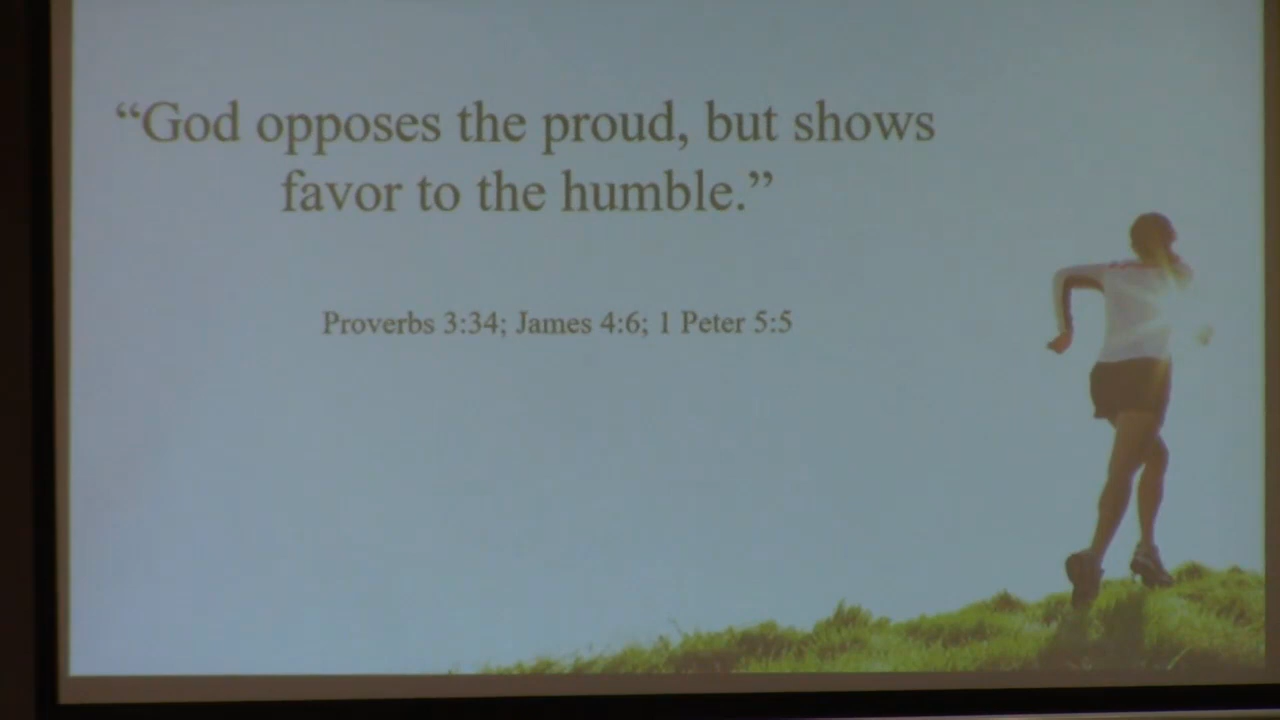 “God opposes the proud, but shows
favor to the humble.”
Proverbs 3:34; James 4:6; 1 Peter 5:5